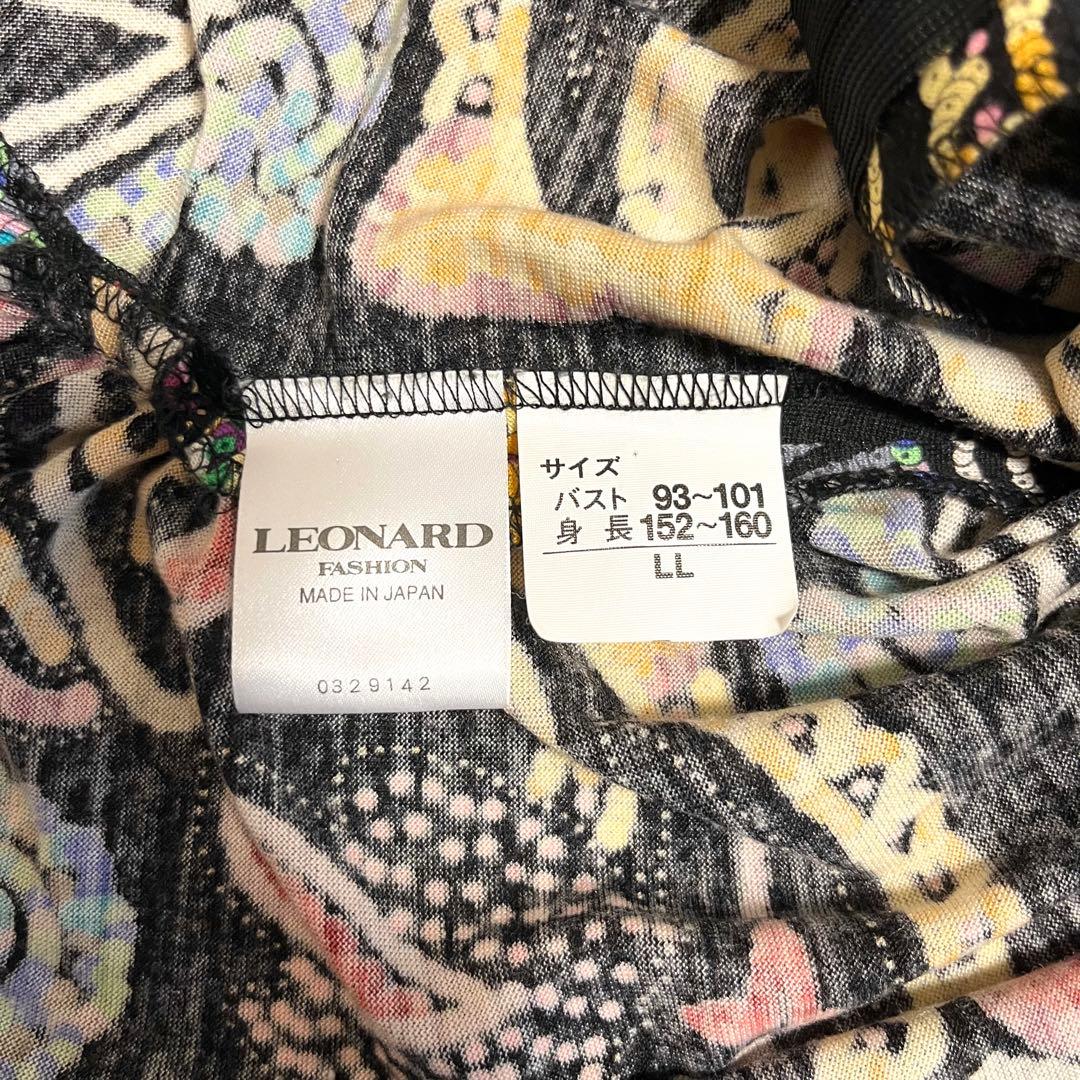 LEONARD
FASHION
MADE IN JAPAN
0329142
サイズ
バスト 93~101
身長 152~160
LL